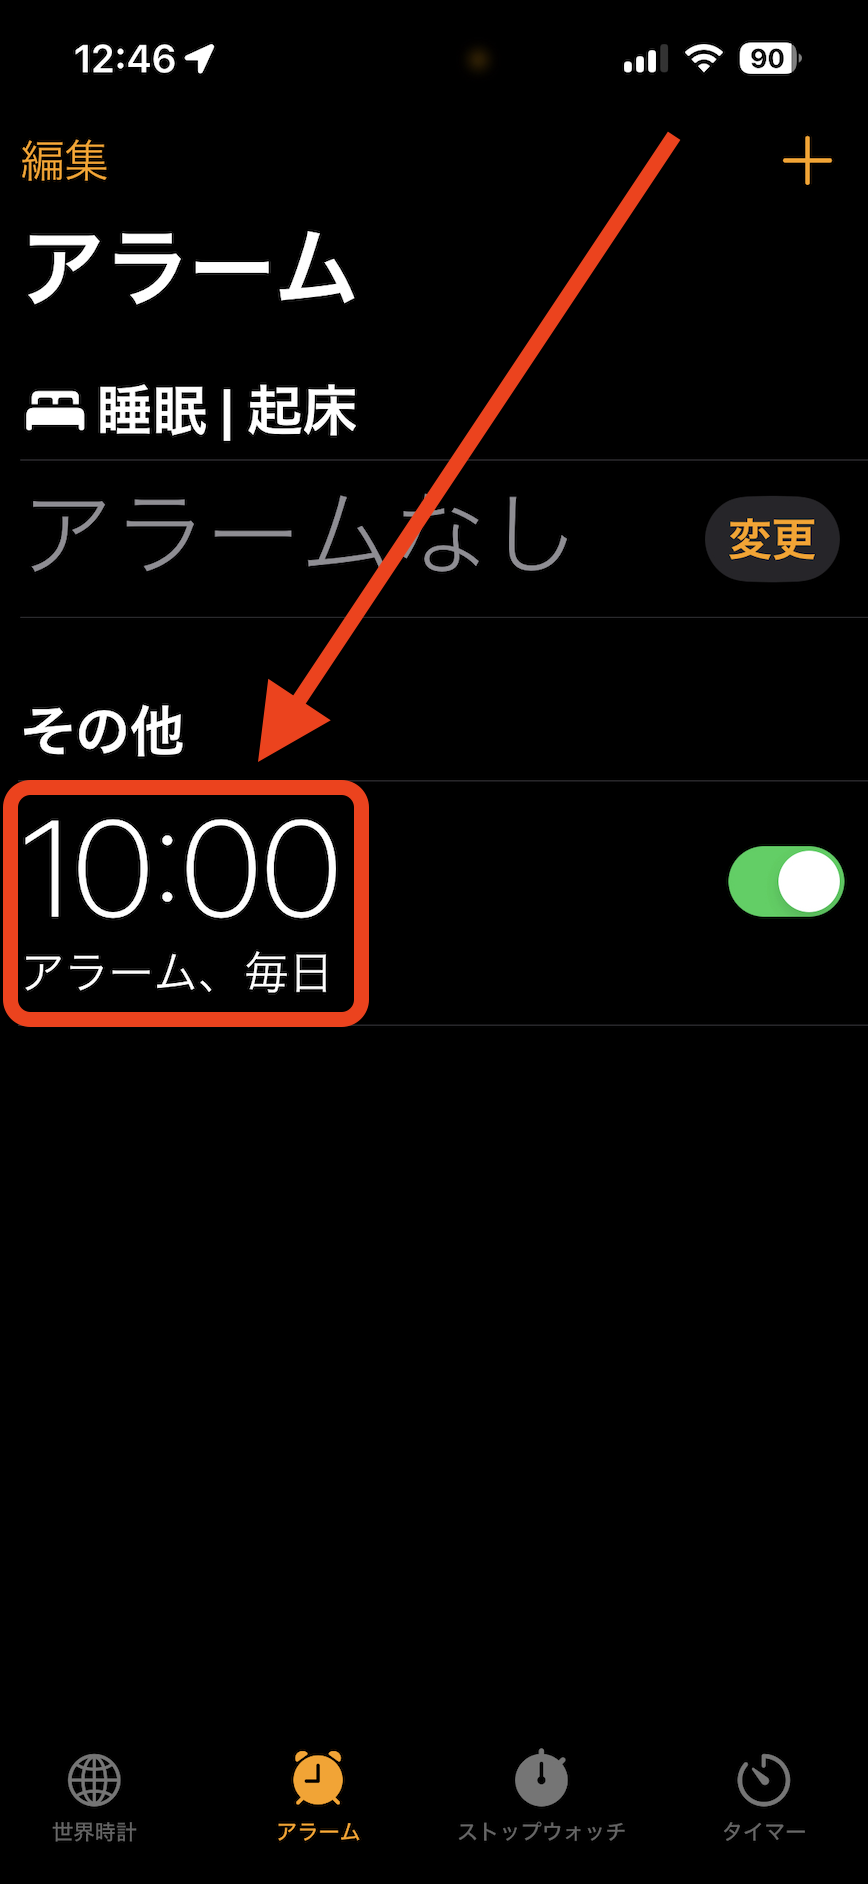 12:46
90
編集
アラーム
睡眠 | 起床
アラームなし
変更
その他
10:00
アラーム、毎日
世界時計
アラーム
ストップウォッチ
タイマー